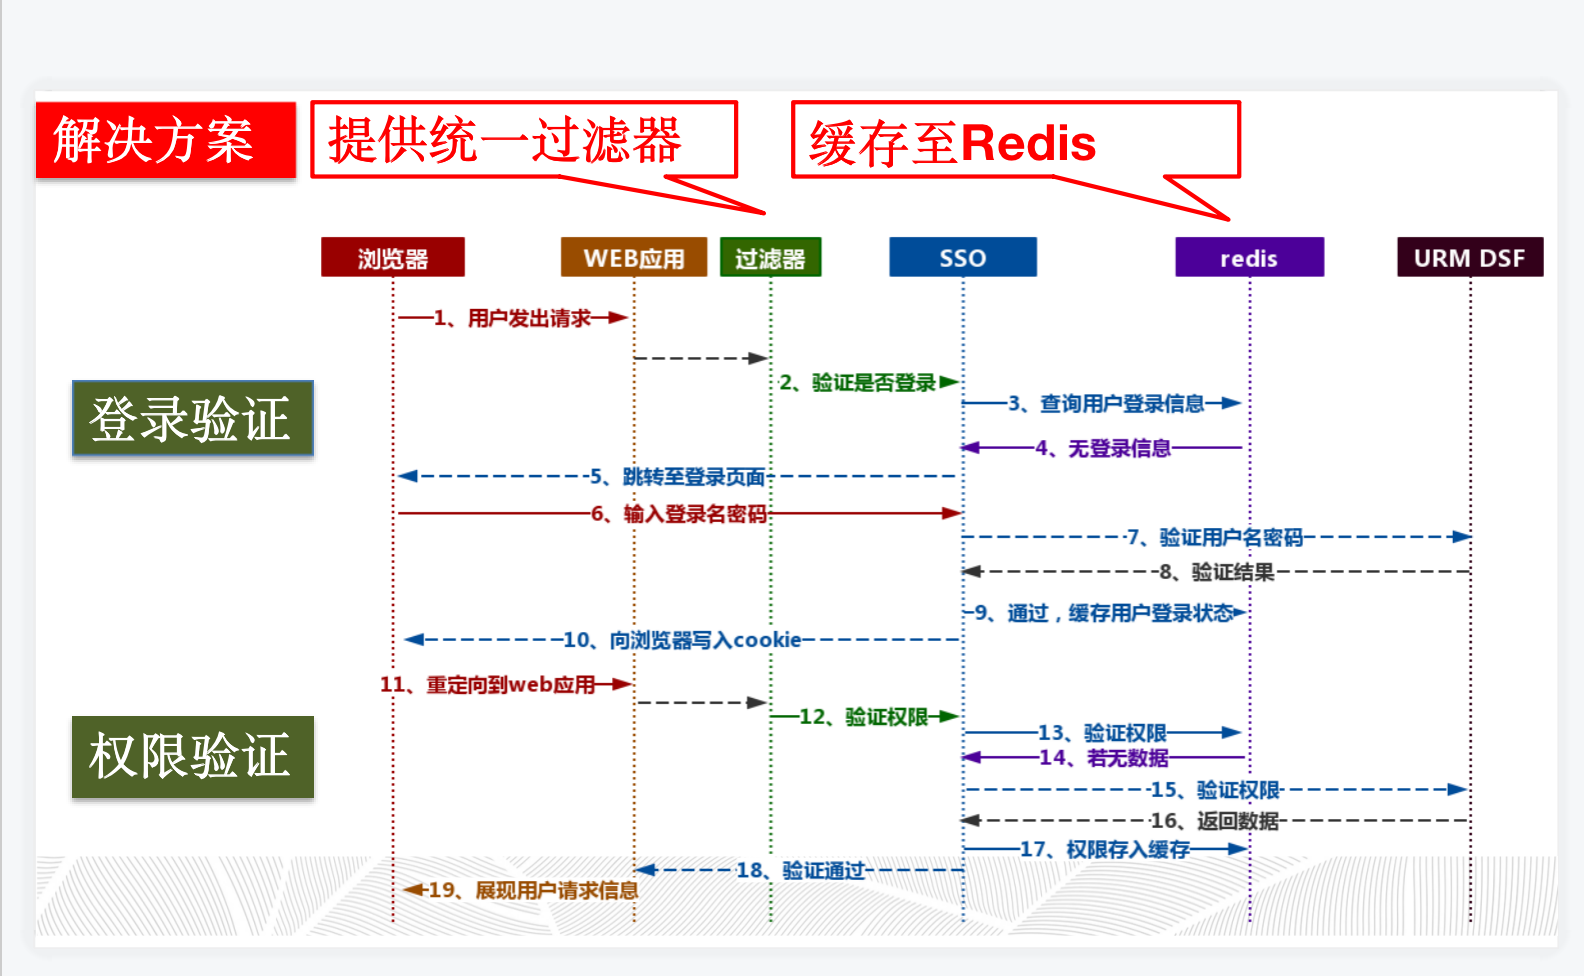 解决方案
提供统一过滤器
缓存至Redis
浏览器
WEB应用
过滤器
SSO
redis
URM DSF
1、用户发出请求
2、验证是否登录
3、查询用户登录信息
登录验证
4、无登录信息
5、跳转至登录页面
6、输入登录名密码
7、验证用户名密码
8、验证结果
9、通过，缓存用户登录状态
10、向浏览器写入cookie
11、重定向到web应用
12、验证权限
13、验证权限
权限验证
14、若无数据
15、验证权限
16、返回数据
17、权限存入缓存
18、验证通过
19、展现用户请求信息